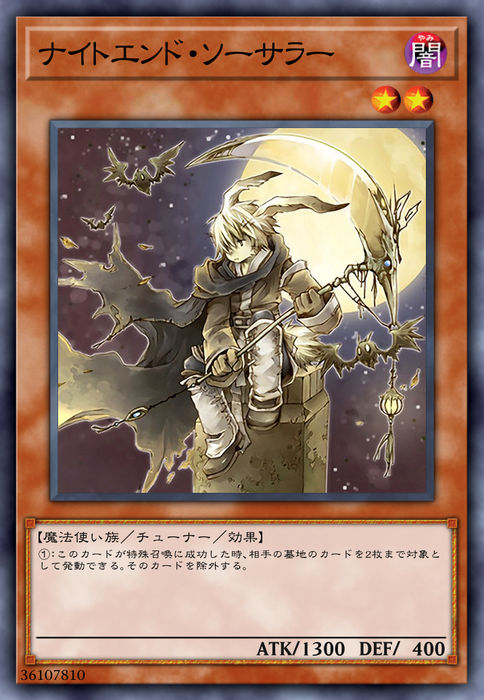 ナイトエンド・ソーサラー
やみ
闇
【魔法使い族／チューナー／効果】
①：このカードが特殊召喚に成功した時、相手の墓地のカードを2枚まで対象と
して発動できる。そのカードを除外する。
ATK/1300 DEF/ 400
36107810